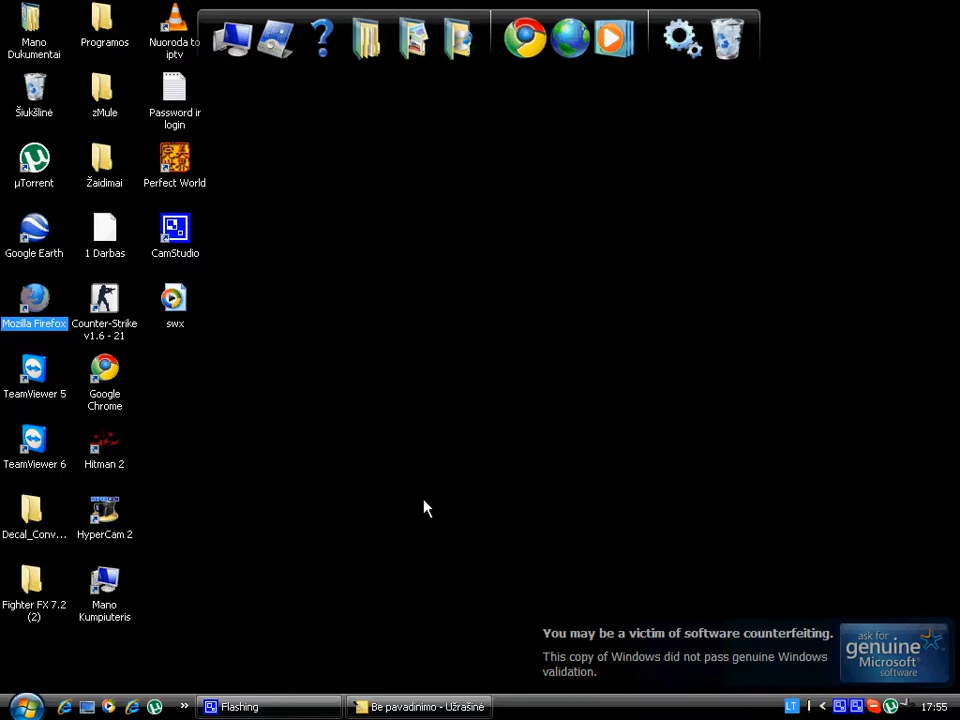 Mano
Dukumentai
Programos
Nuoroda to
iptv
Šiukšlinė
zMule
Password ir
login
µTorrent
Žaidimai
Perfect World
Google Earth
1 Darbas
CamStudio
Mozilla Firefox
Counter-Strike
v1.6 - 21
swx
TeamViewer 5
Google
Chrome
TeamViewer 6
Hitman 2
Decal_Conv...
HyperCam 2
Fighter FX 7.2
(2)
Mano
Kumpiuteris
You may be a victim of software counterfeiting.
This copy of Windows did not pass genuine Windows
validation.
ask for
genuine
Microsoft
software
Flashing
Be pavadinimo - Užrašinė
LT
17:55